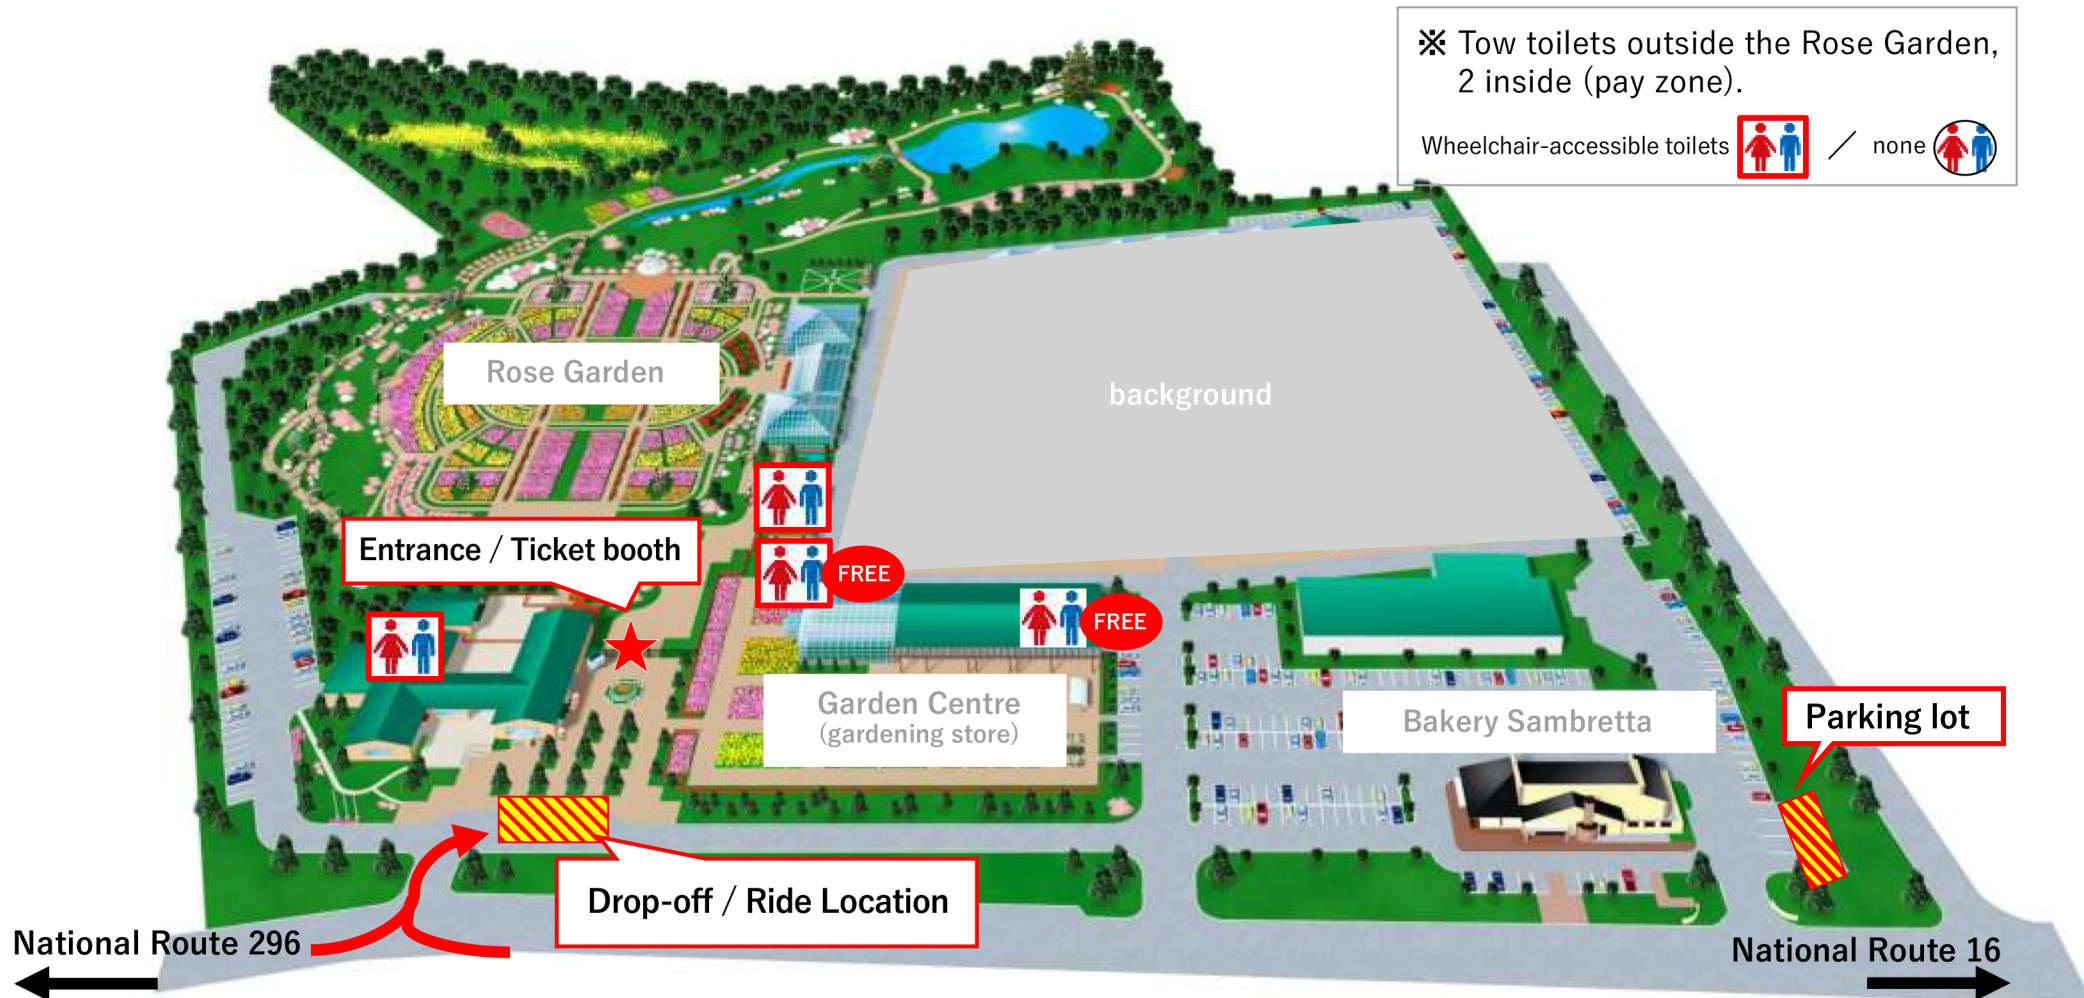 ※ Tow toilets outside the Rose Garden,
2 inside (pay zone).
Wheelchair-accessible toilets ／ none
Rose Garden
background
Entrance / Ticket booth
FREE
FREE
Garden Centre
(gardening store)
Bakery Sambretta
Parking lot
Drop-off / Ride Location
National Route 296
National Route 16